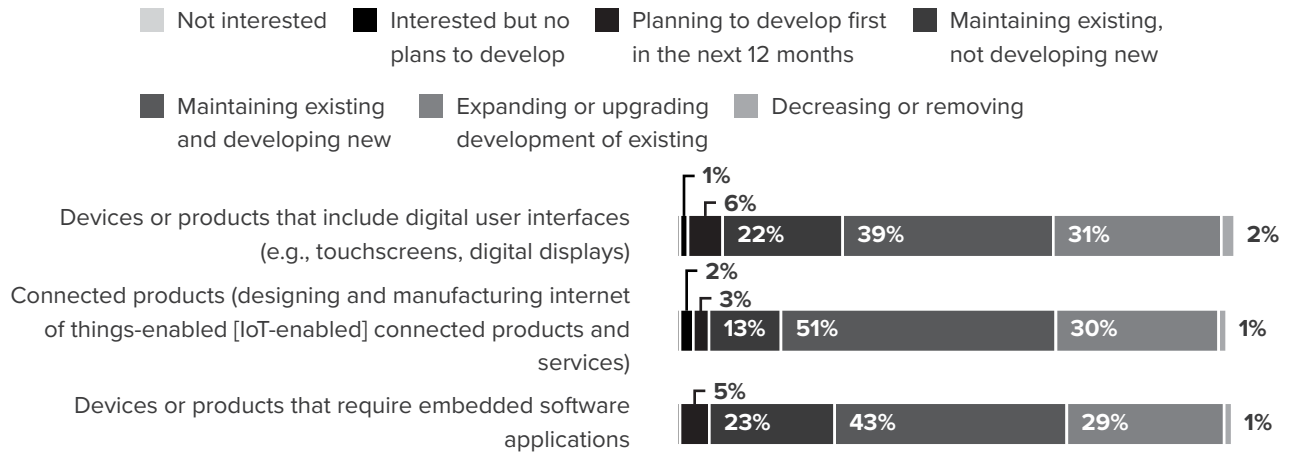 Not interested
Interested but no
plans to develop
Planning to develop first
in the next 12 months
Maintaining existing,
not developing new
Maintaining existing
and developing new
Expanding or upgrading
development of existing
Decreasing or removing
Devices or products that include digital user interfaces
(e.g., touchscreens, digital displays)
1%
6%
22% 39% 31% 2%
Connected products (designing and manufacturing internet
of things-enabled [IoT-enabled] connected products and
services)
2%
3%
13% 51% 30% 1%
Devices or products that require embedded software
applications
5%
23% 43% 29% 1%